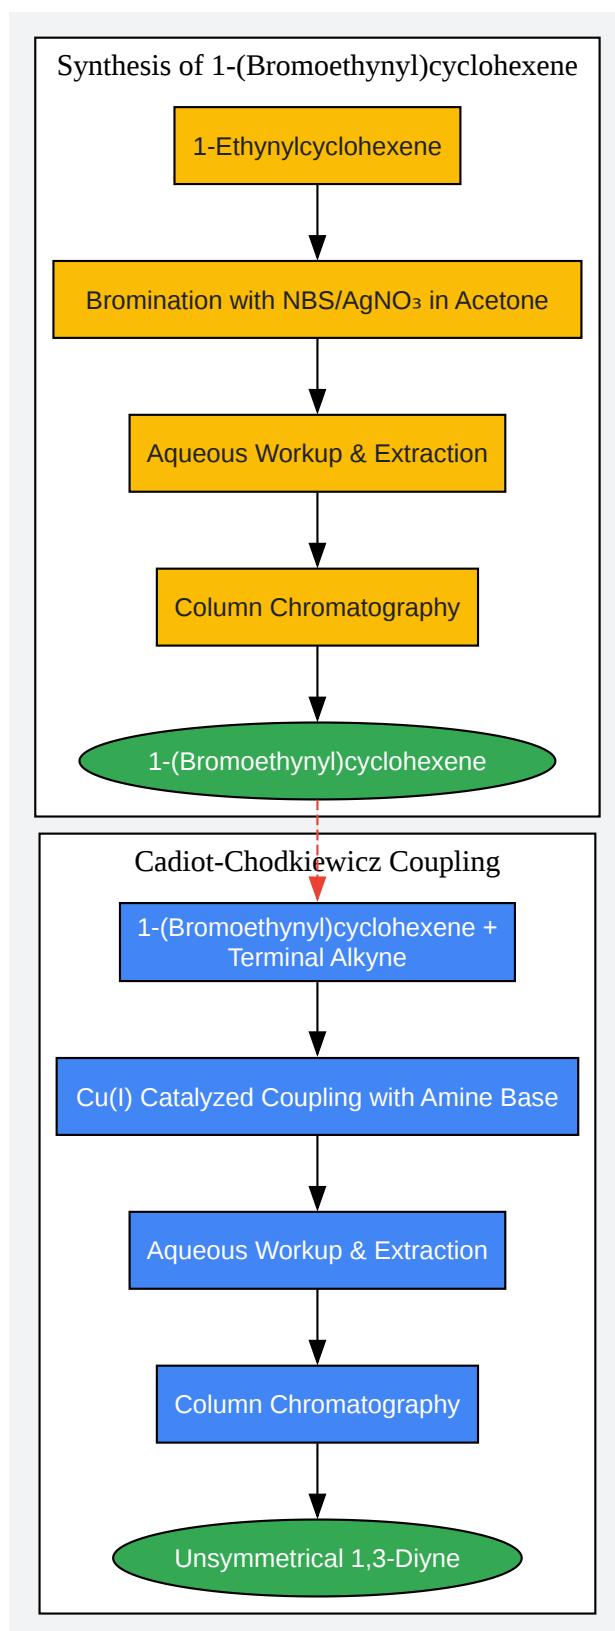 Synthesis of 1-(Bromoethynyl)cyclohexene
1-Ethynylcyclohexene
Bromination with NBS/AgNO₃ in Acetone
Aqueous Workup & Extraction
Column Chromatography
1-(Bromoethynyl)cyclohexene
Cadiot-Chodkiewicz Coupling
1-(Bromoethynyl)cyclohexene +
Terminal Alkyne
Cu(I) Catalyzed Coupling with Amine Base
Aqueous Workup & Extraction
Column Chromatography
Unsymmetrical 1,3-Diyne